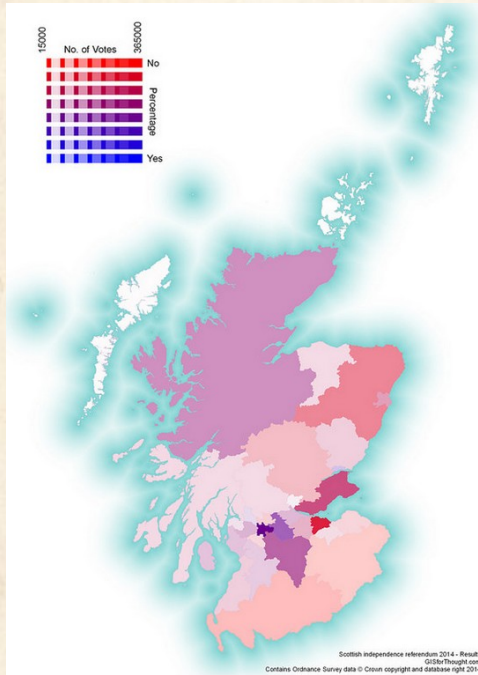 15000
365000
No. of Votes
No
Percentage
Yes
Scottish independence referendum 2014 - Result
GISforThought.co
Contains Ordnance Survey data © Crown copyright and database right 201